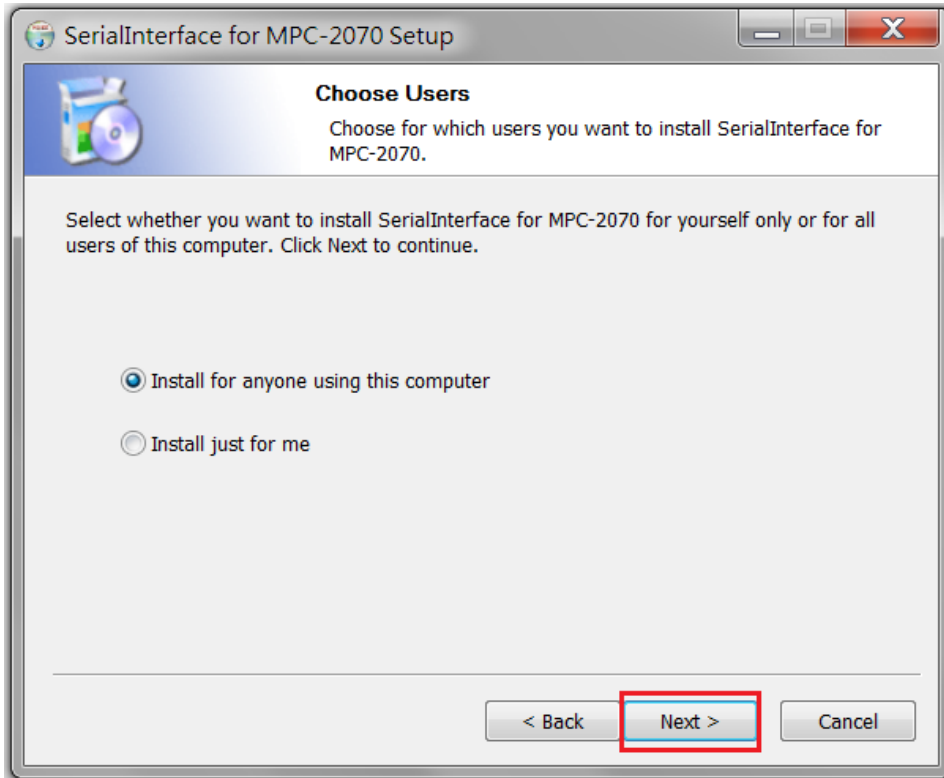 SerialInterface for MPC-2070 Setup
Choose Users
Choose for which users you want to install SerialInterface for
MPC-2070.
Select whether you want to install SerialInterface for MPC-2070 for yourself only or for all
users of this computer. Click Next to continue.
Install for anyone using this computer
Install just for me
< Back Next > Cancel